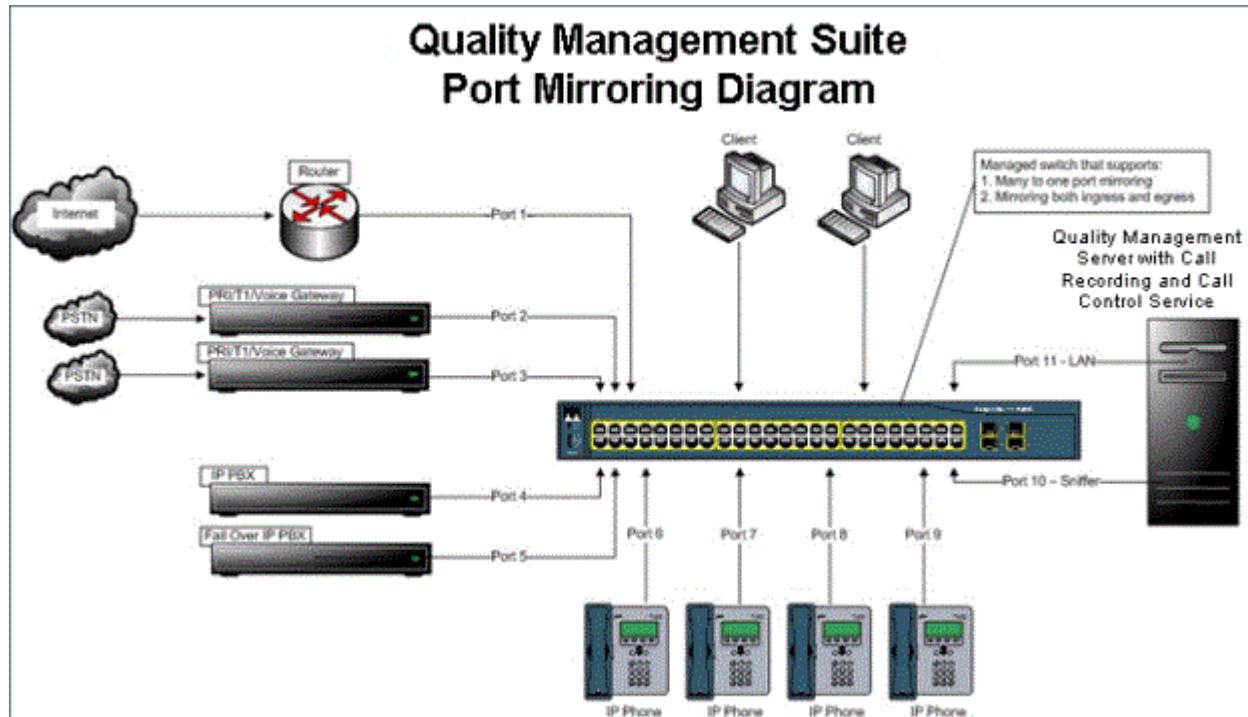 Quality Management Suite
Port Mirroring Diagram
Client
Client
Managed switch that supports:
1. Many to one port mirroring
2. Mirroring both ingress and egress
Router
Internet
Port 1
Quality Management
Server with Call
Recording and Call
Control Service
PRI/T1/Voice Gateway
PSTN
Port 2
PRI/T1/Voice Gateway
PSTN
Port 3
Port 11 - LAN
IP PBX
Port 4
Port 10 – Sniffer
Fail Over IP PBX
Port 5
Port 6
Port 7
Port 8
Port 9
IP Phone
IP Phone
IP Phone
IP Phone